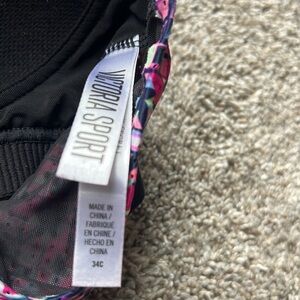 VICTORIA SPORT
MADE IN
CHINA /
FABRIQUÉ
EN CHINE /
HECHO EN
CHINA
34C